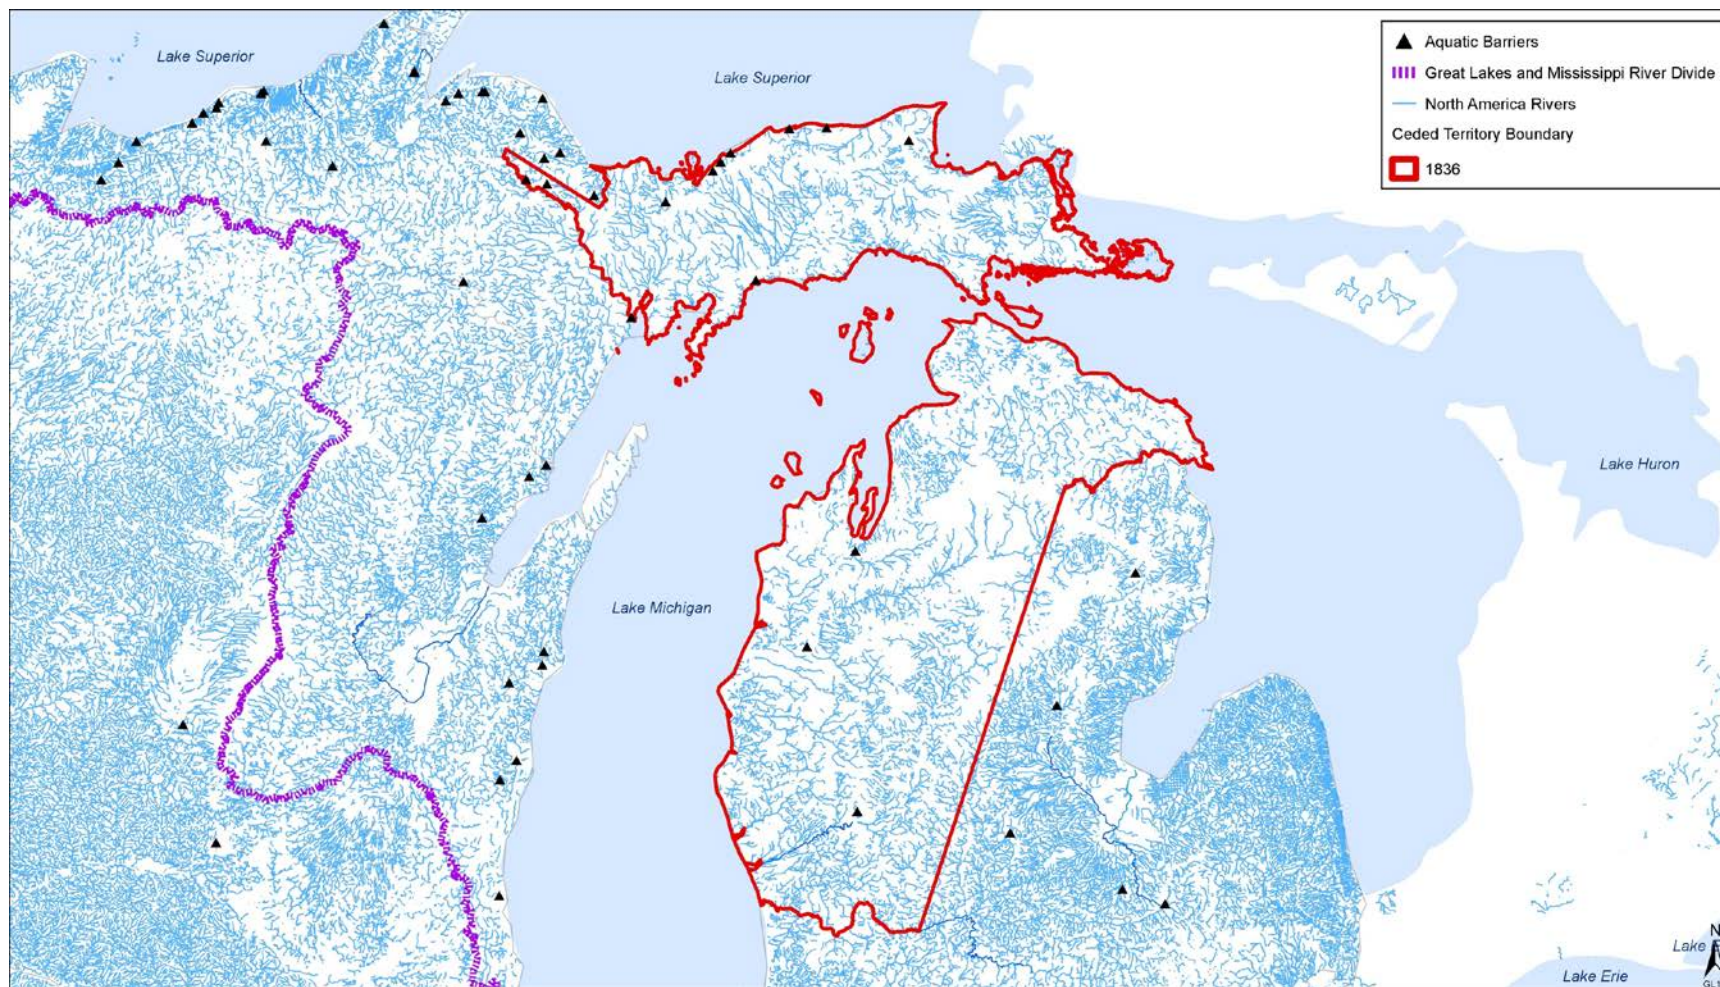 Lake Superior
Lake Superior
Aquatic Barriers
Great Lakes and Mississippi River Divide
North America Rivers
Ceded Territory Boundary
1836
Lake Huron
Lake Michigan
N
Lake
Lake Erie